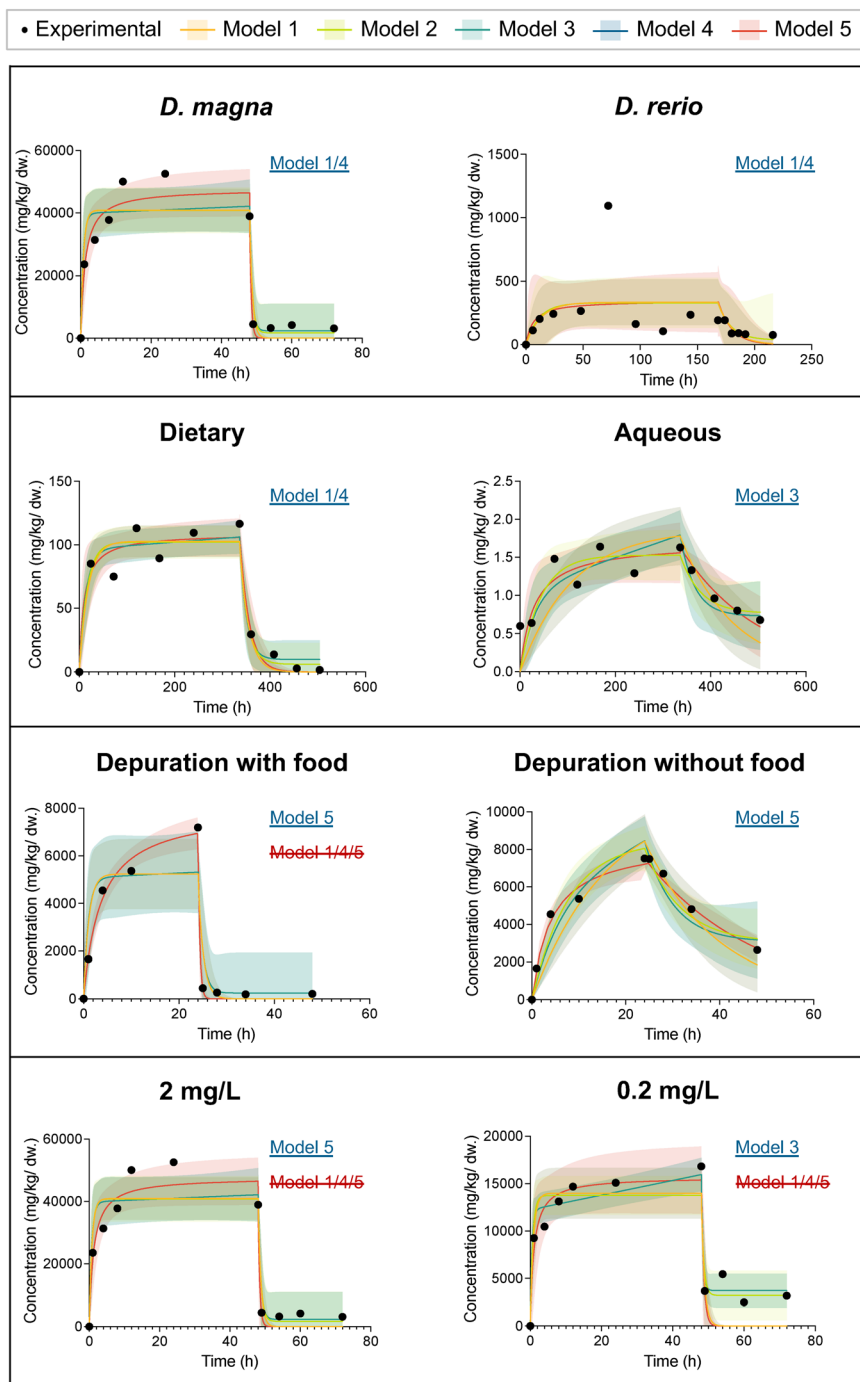 Experimental Model 1 Model 2 Model 3 Model 4 Model 5
D. magna
Concentration (mg/kg/ dw.)
60000
40000
20000
0
0 20 40 60 80
Time (h)
Model 1/4
D. rerio
Concentration (mg/kg/ dw.)
1500
1000
500
0
0 50 100 150 200 250
Time (h)
Model 1/4
Dietary
Concentration (mg/kg/ dw.)
150
100
50
0
0 200 400 600
Time (h)
Model 1/4
Aqueous
Concentration (mg/kg/ dw.)
2.5
2.0
1.5
1.0
0.5
0.0
0 200 400 600
Time (h)
Model 3
Depuration with food
Concentration (mg/kg/ dw.)
8000
6000
4000
2000
0
0 20 40 60
Time (h)
Model 5
Model 1/4/5
Depuration without food
Concentration (mg/kg/ dw.)
10000
8000
6000
4000
2000
0
0 20 40 60
Time (h)
Model 5
2 mg/L
Concentration (mg/kg/ dw.)
60000
40000
20000
0
0 20 40 60 80
Time (h)
Model 5
Model 1/4/5
0.2 mg/L
Concentration (mg/kg/ dw.)
20000
15000
10000
5000
0
0 20 40 60 80
Time (h)
Model 3
Model 1/4/5